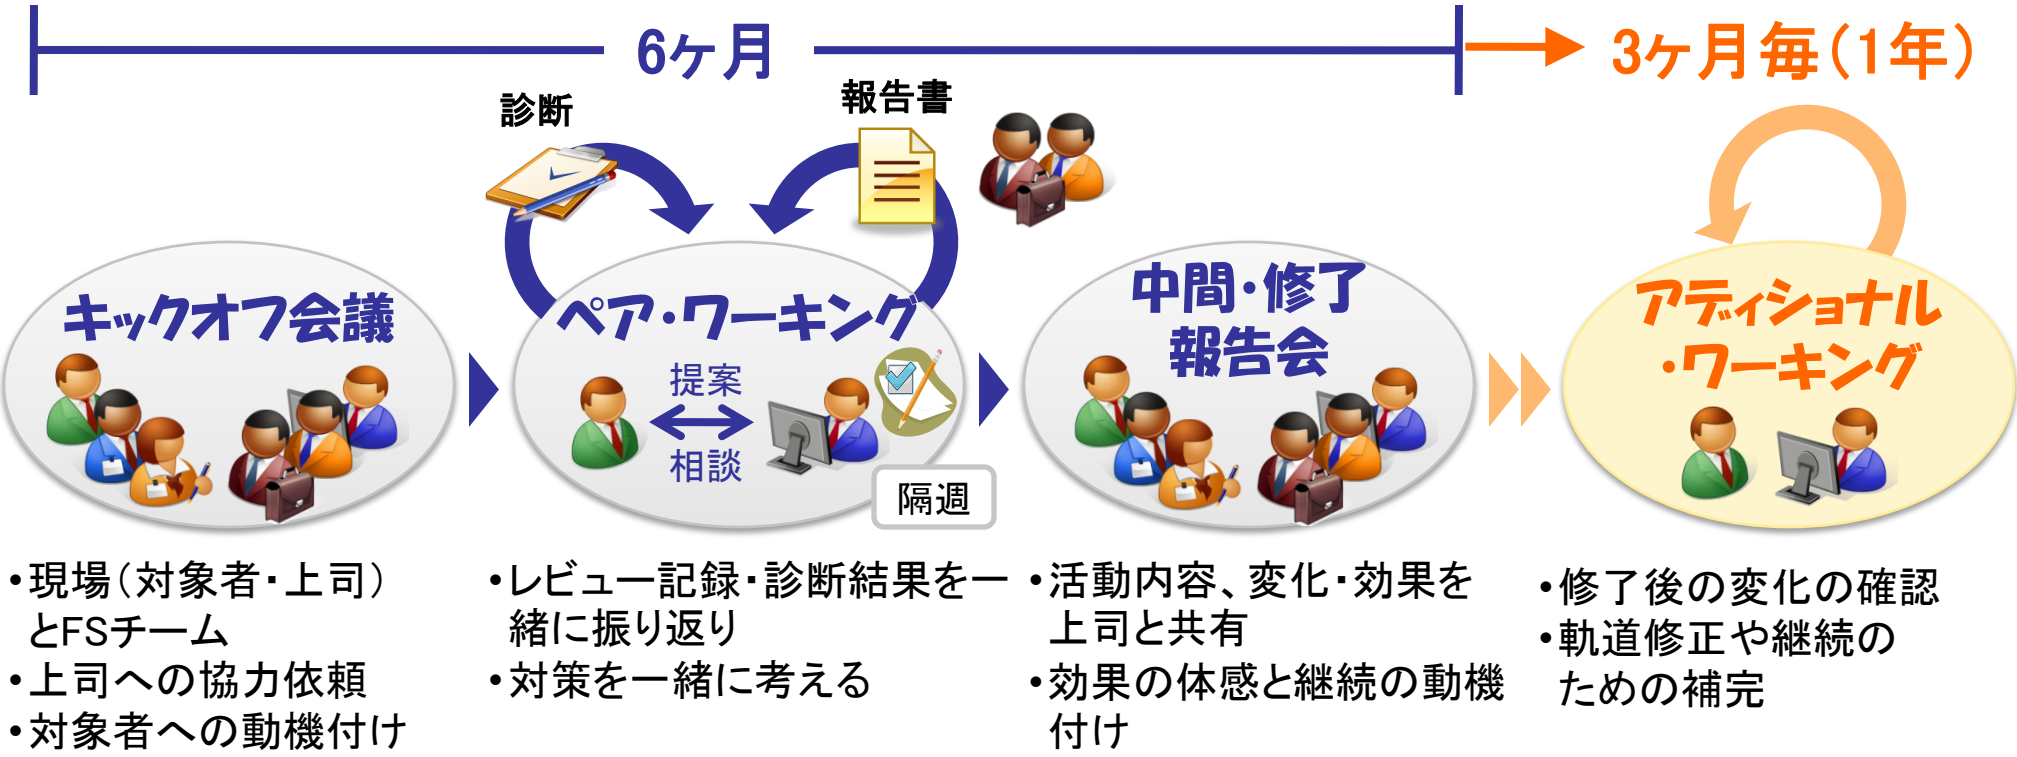 6ヶ月
3ヶ月毎(1年)
診断
報告書
キックオフ会議
ペア・ワーキング
提案
相談
隔週
中間・修了
報告会
アディショナル
・ワーキング
・現場(対象者・上司)
とFSチーム
・上司への協力依頼
・対象者への動機付け
・レビュー記録・診断結果を一
緒に振り返り
・対策を一緒に考える
・活動内容、変化・効果を
上司と共有
・効果の体感と継続の動機
付け
・修了後の変化の確認
・軌道修正や継続の
ための補完